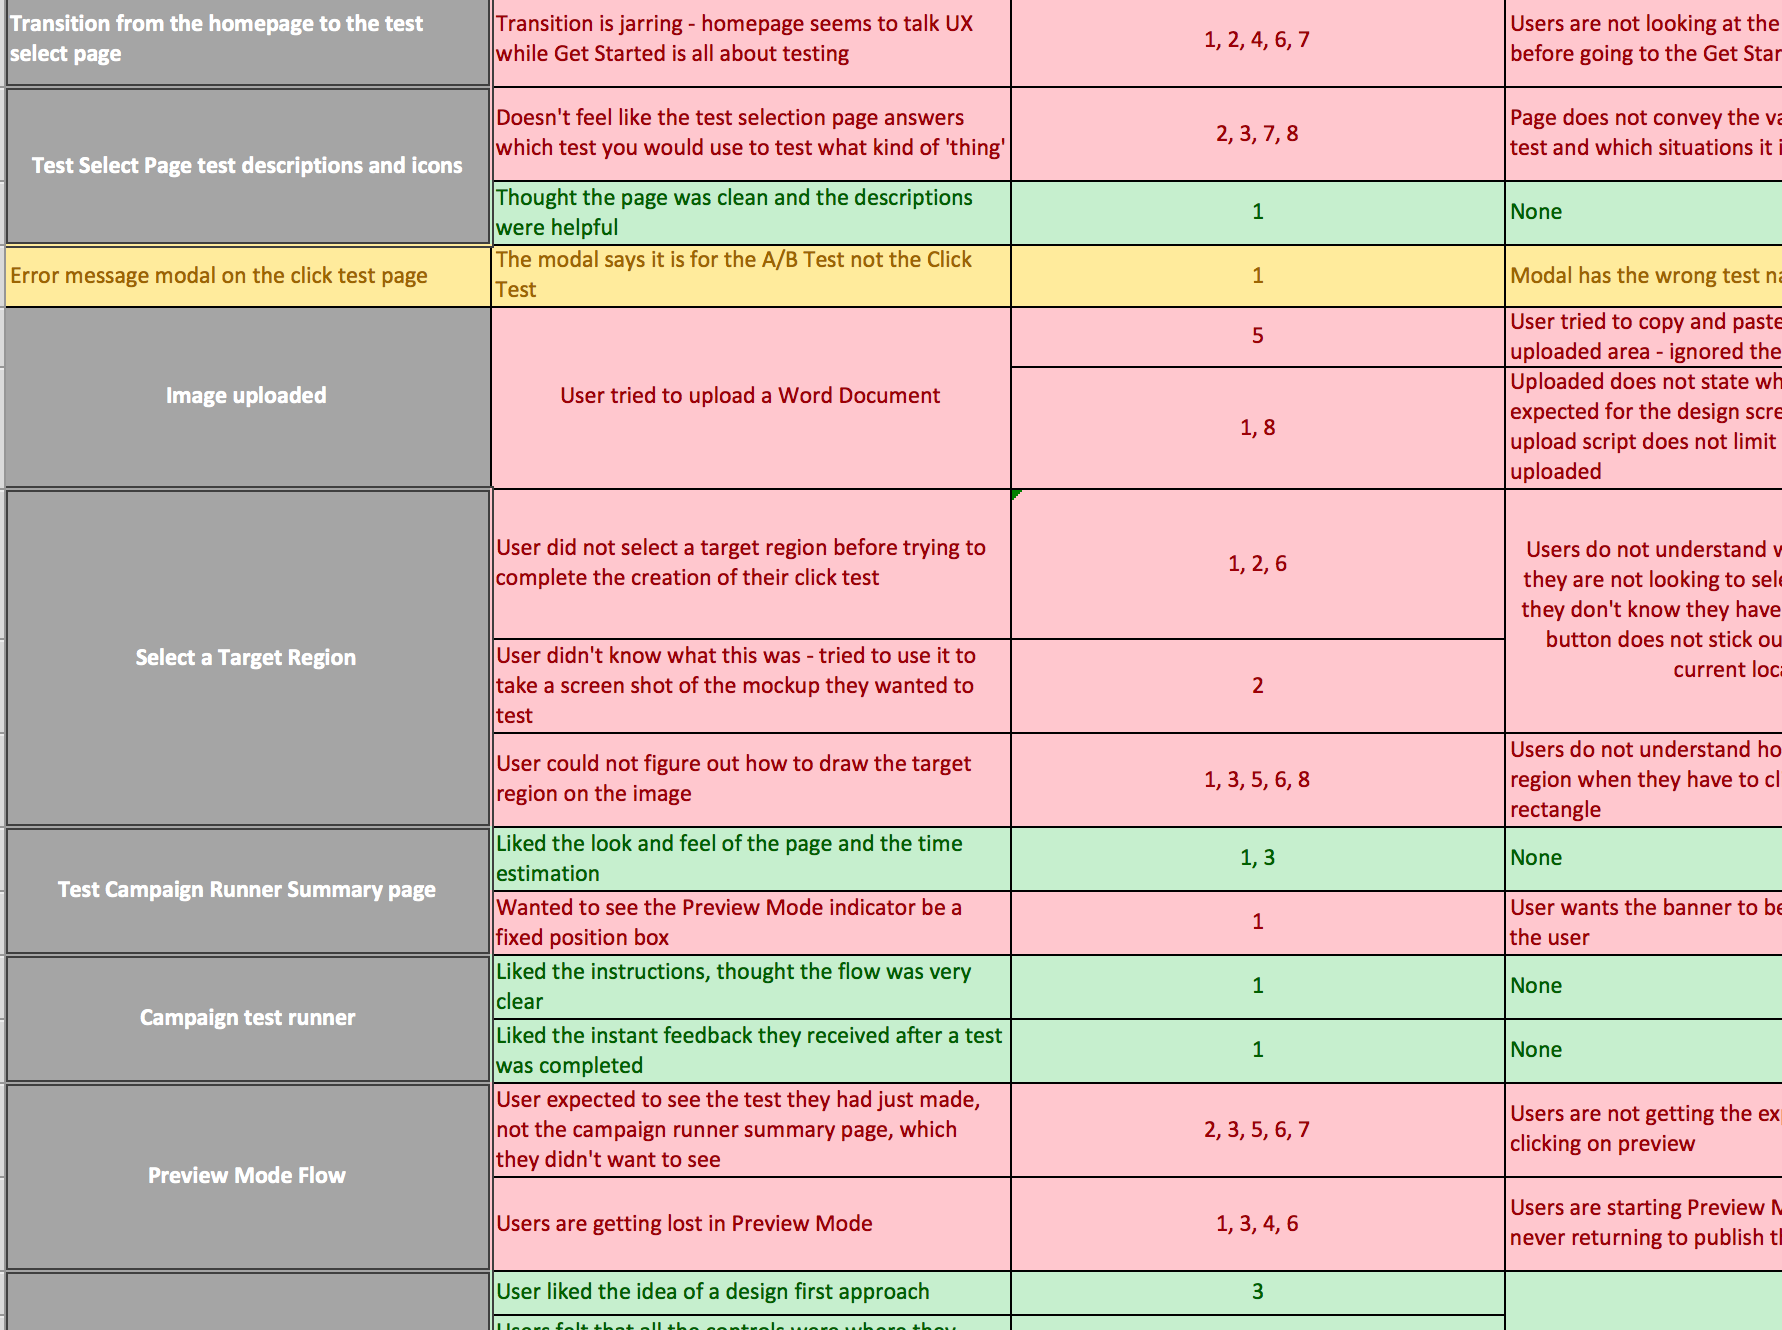 Transition from the homepage to the test
select page
Transition is jarring - homepage seems to talk UX
while Get Started is all about testing
1, 2, 4, 6, 7
Users are not looking at the
before going to the Get Star
Test Select Page test descriptions and icons
Doesn't feel like the test selection page answers
which test you would use to test what kind of 'thing'
2, 3, 7, 8
Page does not convey the va
test and which situations it i
Thought the page was clean and the descriptions
were helpful
1
None
Error message modal on the click test page
The modal says it is for the A/B Test not the Click
Test
1
Modal has the wrong test na
Image uploaded
User tried to upload a Word Document
5
User tried to copy and paste
uploaded area - ignored the
1, 8
Uploaded does not state wh
expected for the design scre
upload script does not limit
uploaded
Select a Target Region
User did not select a target region before trying to
complete the creation of their click test
1, 2, 6
Users do not understand w
they are not looking to sele
they don't know they have
button does not stick ou
current loca
User didn't know what this was - tried to use it to
take a screen shot of the mockup they wanted to
test
2
User could not figure out how to draw the target
region on the image
1, 3, 5, 6, 8
Users do not understand ho
region when they have to cl
rectangle
Test Campaign Runner Summary page
Liked the look and feel of the page and the time
estimation
1, 3
None
Wanted to see the Preview Mode indicator be a
fixed position box
1
User wants the banner to be
the user
Campaign test runner
Liked the instructions, thought the flow was very
clear
1
None
Liked the instant feedback they received after a test
was completed
1
None
Preview Mode Flow
User expected to see the test they had just made,
not the campaign runner summary page, which
they didn't want to see
2, 3, 5, 6, 7
Users are not getting the ex
clicking on preview
Users are getting lost in Preview Mode
1, 3, 4, 6
Users are starting Preview M
never returning to publish th
User liked the idea of a design first approach
3
Users felt that all the controls were where they